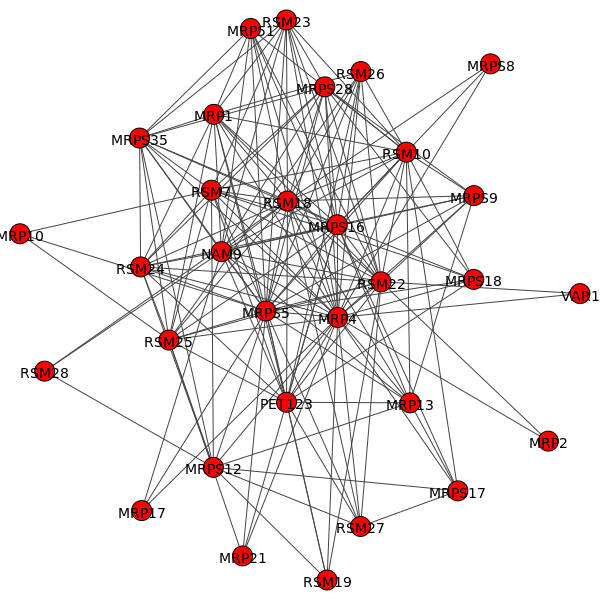 RSM23
MRP51
RSM26
MRPS8
MRPS28
MRP1
MRPS35
RSM10
RSM7
MRPS9
RSM18
MRPS16
MRP10
NAM9
RSM24
RSM22
MRPS18
VAR1
MRPS5
MRP4
RSM25
RSM28
PET123
MRP13
MRP2
MRPS12
MRPS17
MRP17
RSM27
MRP21
RSM19